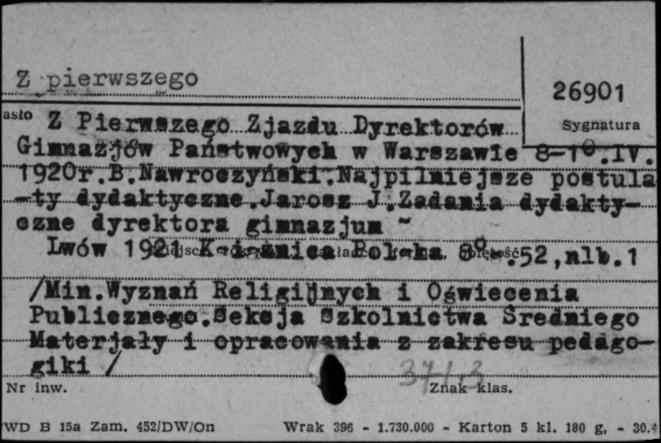 Z pierwszego
26901
asło Z Pierwszego Zjazdu Dyrektorów
Sygnatura
Gimnazjów Państwowych w Warszawie 8-10.IV.
1920r.B.Nawroczyński.Najpilniejsze postula
-ty dydaktyczne.Jarosz J.Zadania dydakty-
czne dyrektora gimnazjum ~
Lwów 1921 Książnica Polska 8º.:52,nlb.1
/Min.Wyznań Religijnych i Oświecenia
Publicznego.Sekcja Szkolnictwa Średniego
Materjały i opracowania z zakresu pedago-
giki /
Nr inw.
Znak klas.
WD B 15a Zam. 452/DW/On Wrak 396 - 1.730.000 - Karton 5 kl. 180 g, - 30.4